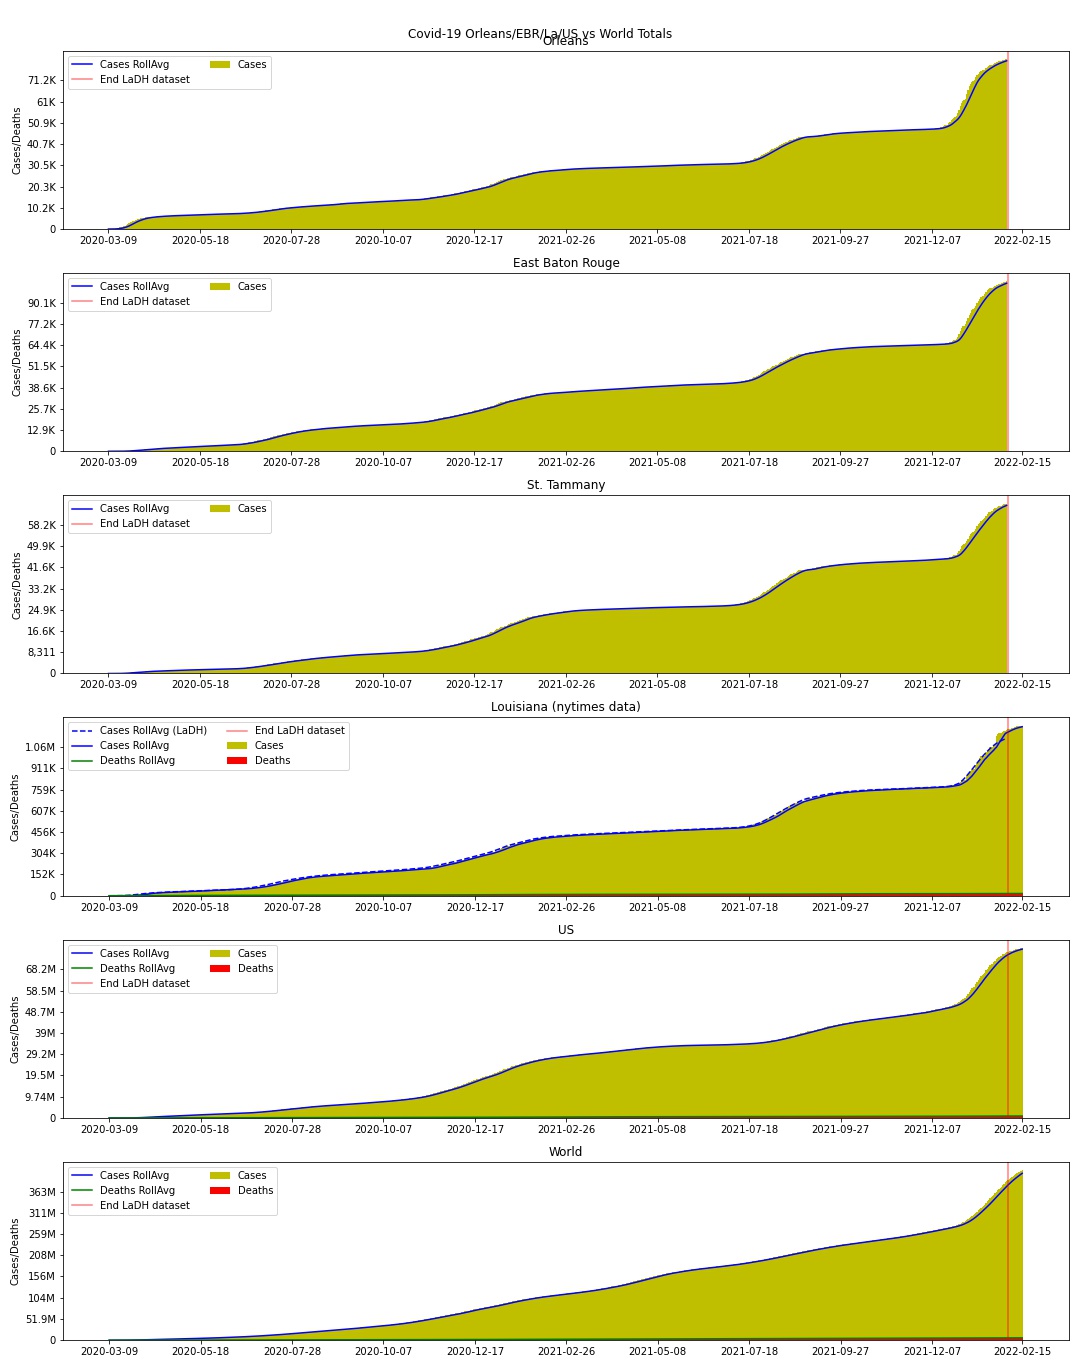 Covid-19 Orleans/EBR/La/US vs World Totals
Orleans
Cases RollAvg Cases
End LaDH dataset
Cases/Deaths
71.2K
61K
50.9K
40.7K
30.5K
20.3K
10.2K
0
2020-03-09 2020-05-18 2020-07-28 2020-10-07 2020-12-17 2021-02-26 2021-05-08 2021-07-18 2021-09-27 2021-12-07 2022-02-15
East Baton Rouge
Cases RollAvg Cases
End LaDH dataset
Cases/Deaths
90.1K
77.2K
64.4K
51.5K
38.6K
25.7K
12.9K
0
2020-03-09 2020-05-18 2020-07-28 2020-10-07 2020-12-17 2021-02-26 2021-05-08 2021-07-18 2021-09-27 2021-12-07 2022-02-15
St. Tammany
Cases RollAvg Cases
End LaDH dataset
Cases/Deaths
58.2K
49.9K
41.6K
33.2K
24.9K
16.6K
8,311
0
2020-03-09 2020-05-18 2020-07-28 2020-10-07 2020-12-17 2021-02-26 2021-05-08 2021-07-18 2021-09-27 2021-12-07 2022-02-15
Louisiana (nytimes data)
Cases RollAvg (LaDH) End LaDH dataset
Cases RollAvg Cases
Deaths RollAvg Deaths
Cases/Deaths
1.06M
911K
759K
607K
456K
304K
152K
0
2020-03-09 2020-05-18 2020-07-28 2020-10-07 2020-12-17 2021-02-26 2021-05-08 2021-07-18 2021-09-27 2021-12-07 2022-02-15
US
Cases RollAvg Cases
Deaths RollAvg Deaths
End LaDH dataset
Cases/Deaths
68.2M
58.5M
48.7M
39M
29.2M
19.5M
9.74M
0
2020-03-09 2020-05-18 2020-07-28 2020-10-07 2020-12-17 2021-02-26 2021-05-08 2021-07-18 2021-09-27 2021-12-07 2022-02-15
World
Cases RollAvg Cases
Deaths RollAvg Deaths
End LaDH dataset
Cases/Deaths
363M
311M
259M
208M
156M
104M
51.9M
0
2020-03-09 2020-05-18 2020-07-28 2020-10-07 2020-12-17 2021-02-26 2021-05-08 2021-07-18 2021-09-27 2021-12-07 2022-02-15